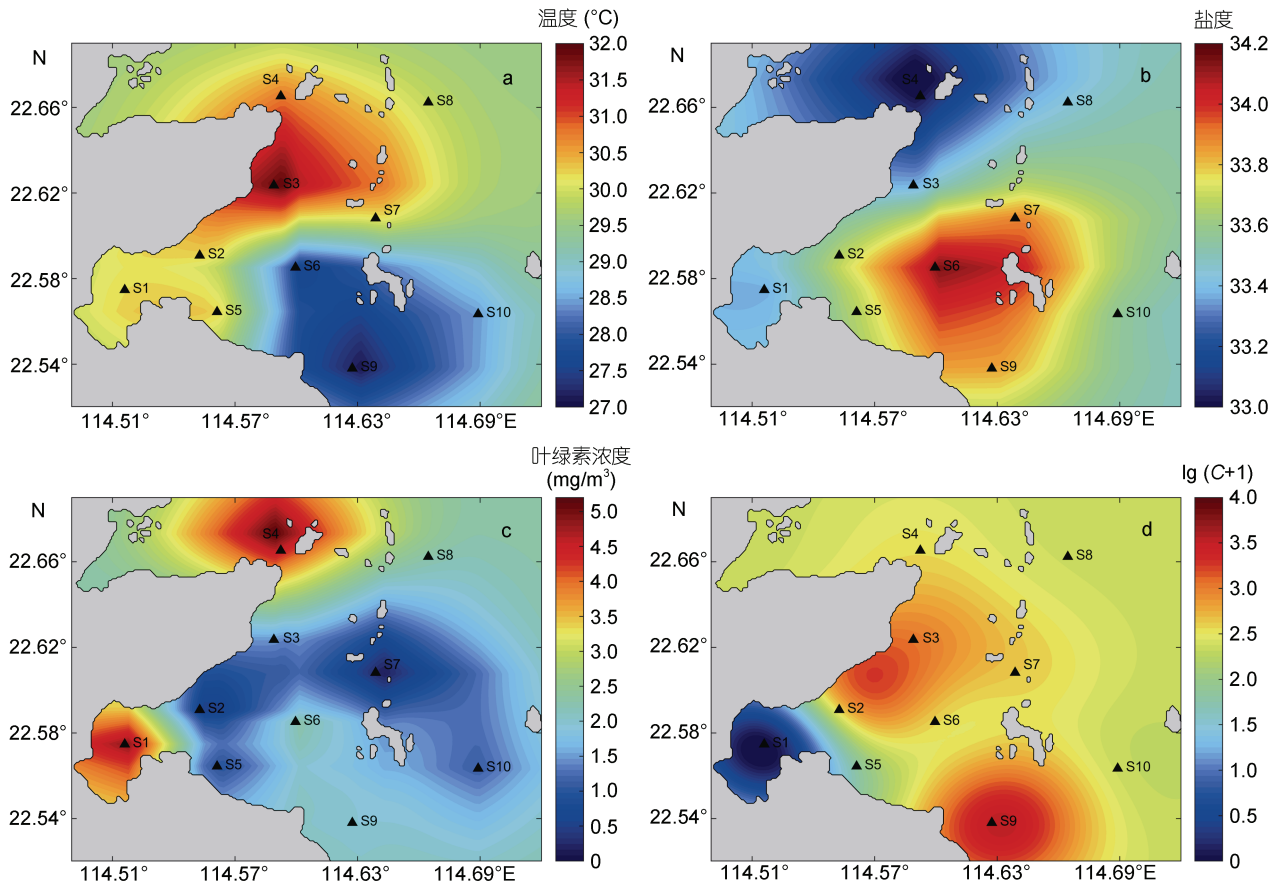 温度 (°C)
N
a
S4
S8
S3
S7
S2
S6
S1
S5
S10
S9
22.66°
22.62°
22.58°
22.54°
114.51°
114.57°
114.63°
114.69°E
32.0
31.5
31.0
30.5
30.0
29.5
29.0
28.5
28.0
27.5
27.0
盐度
N
b
S4
S8
S3
S7
S2
S6
S1
S5
S10
S9
22.66°
22.62°
22.58°
22.54°
114.51°
114.57°
114.63°
114.69°E
34.2
34.0
33.8
33.6
33.4
33.2
33.0
叶绿素浓度
(mg/m³)
N
c
S4
S8
S3
S7
S2
S6
S1
S5
S10
S9
22.66°
22.62°
22.58°
22.54°
114.51°
114.57°
114.63°
114.69°E
5.0
4.5
4.0
3.5
3.0
2.5
2.0
1.5
1.0
0.5
0
lg (C+1)
N
d
S4
S8
S3
S7
S2
S6
S1
S5
S10
S9
22.66°
22.62°
22.58°
22.54°
114.51°
114.57°
114.63°
114.69°E
4.0
3.5
3.0
2.5
2.0
1.5
1.0
0.5
0